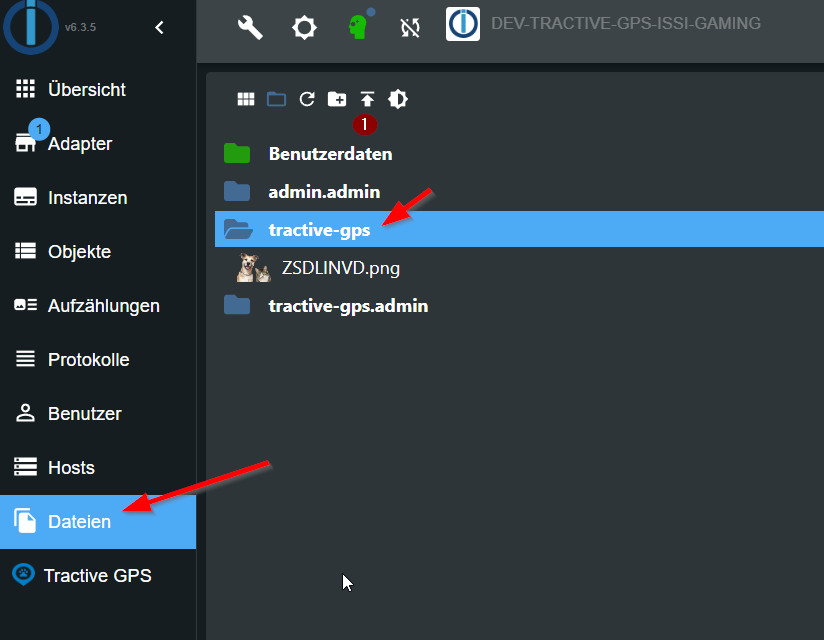 v6.3.5
DEV-TRACTIVE-GPS-ISSI-GAMING
Übersicht
1
Adapter
Instanzen
Objekte
Aufzählungen
Protokolle
Benutzer
Hosts
Dateien
Tractive GPS
1
Benutzerdaten
admin.admin
tractive-gps
ZSDLINVD.png
tractive-gps.admin